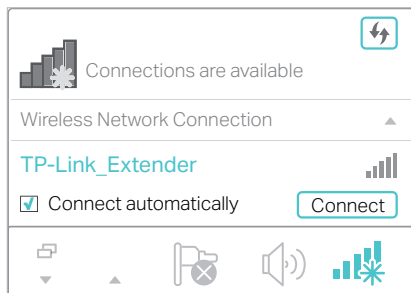 Connections are available
Wireless Network Connection
TP-Link_Extender
Connect automatically
Connect